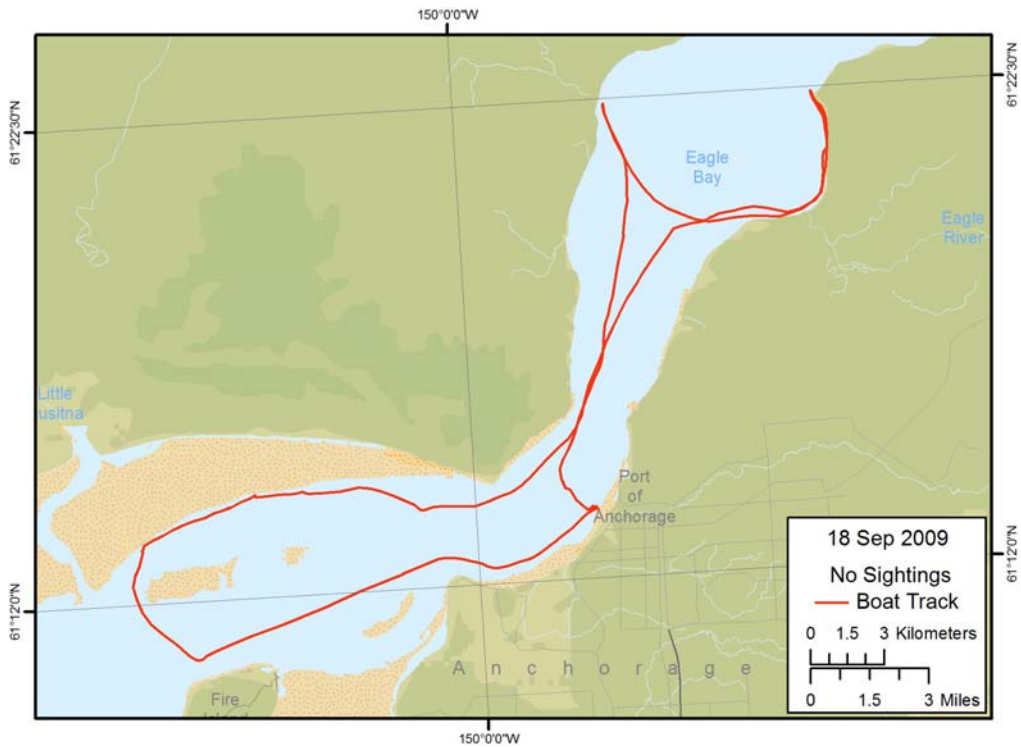 150°0'0"W
61°22'30"N
61°22'30"N
Eagle
Bay
Eagle
River
Little
usitna
Port
of
Anchorage
61°12'0"N
61°12'0"N
18 Sep 2009
No Sightings
Boat Track
0 1.5 3 Kilometers
0 1.5 3 Miles
Anchorage
Fire
150°0'0"W